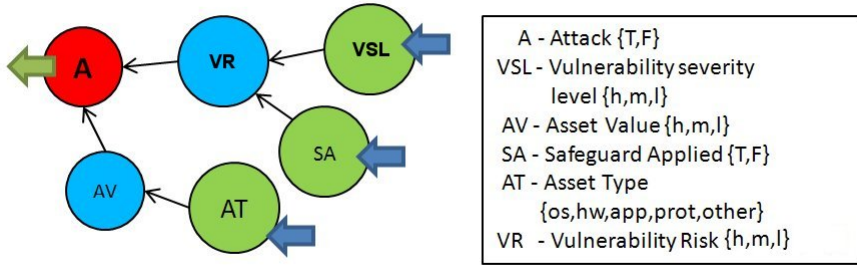 A
VR
VSL
SA
AV
AT
A - Attack {T,F}
VSL - Vulnerability severity
level {h,m,l}
AV - Asset Value {h,m,l}
SA - Safeguard Applied {T,F}
AT - Asset Type
{os,hw,app,prot,other}
VR - Vulnerability Risk {h,m,l}